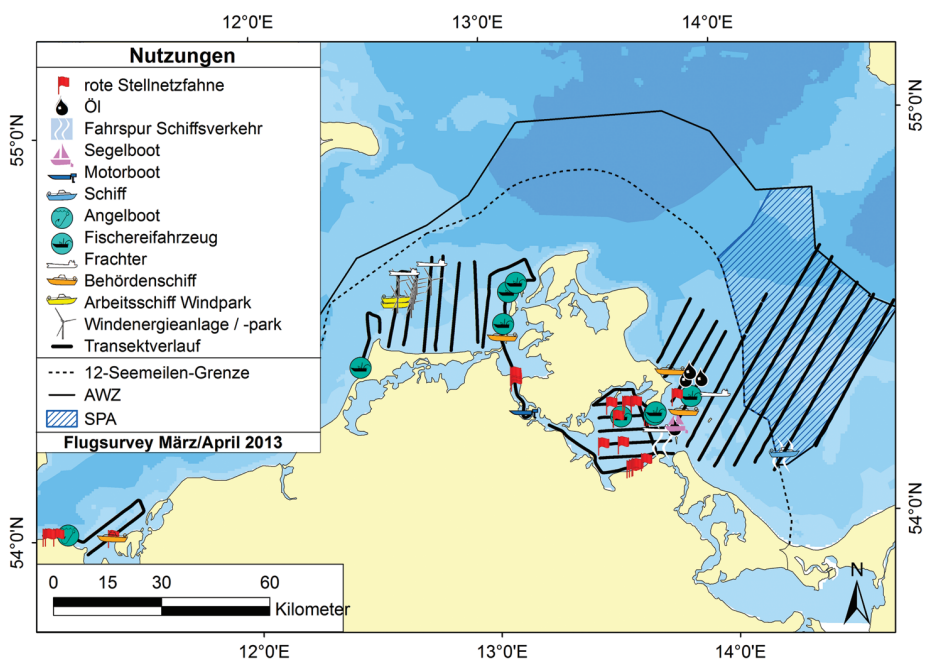 12°0'E 13°0'E 14°0'E
Nutzungen
rote Stellnetzfahne
Öl
Fahrspur Schiffsverkehr
Segelboot
Motorboot
Schiff
Angelboot
Fischereifahrzeug
Frachter
Behördenschiff
Arbeitsschiff Windpark
Windenergieanlage / -park
Transektverlauf
12-Seemeilen-Grenze
AWZ
SPA
Flugsurvey März/April 2013
55°0'N
55°0'N
54°0'N
54°0'N
0 15 30 60
Kilometer
N
12°0'E 13°0'E 14°0'E